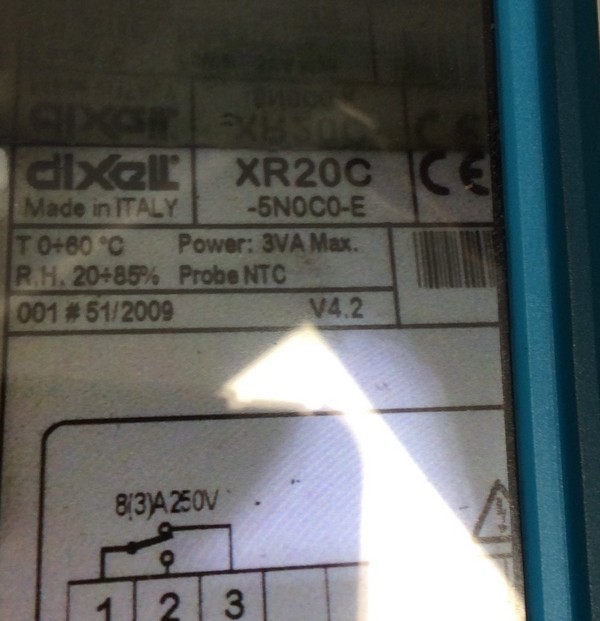 dixell
XR20C
CE
Made in ITALY
-5N0C0-E
T 0÷60 °C Power: 3VA Max.
R.H. 20÷85% Probe NTC
001 # 51/2009 V4.2
8(3)A 250V
1 2 3